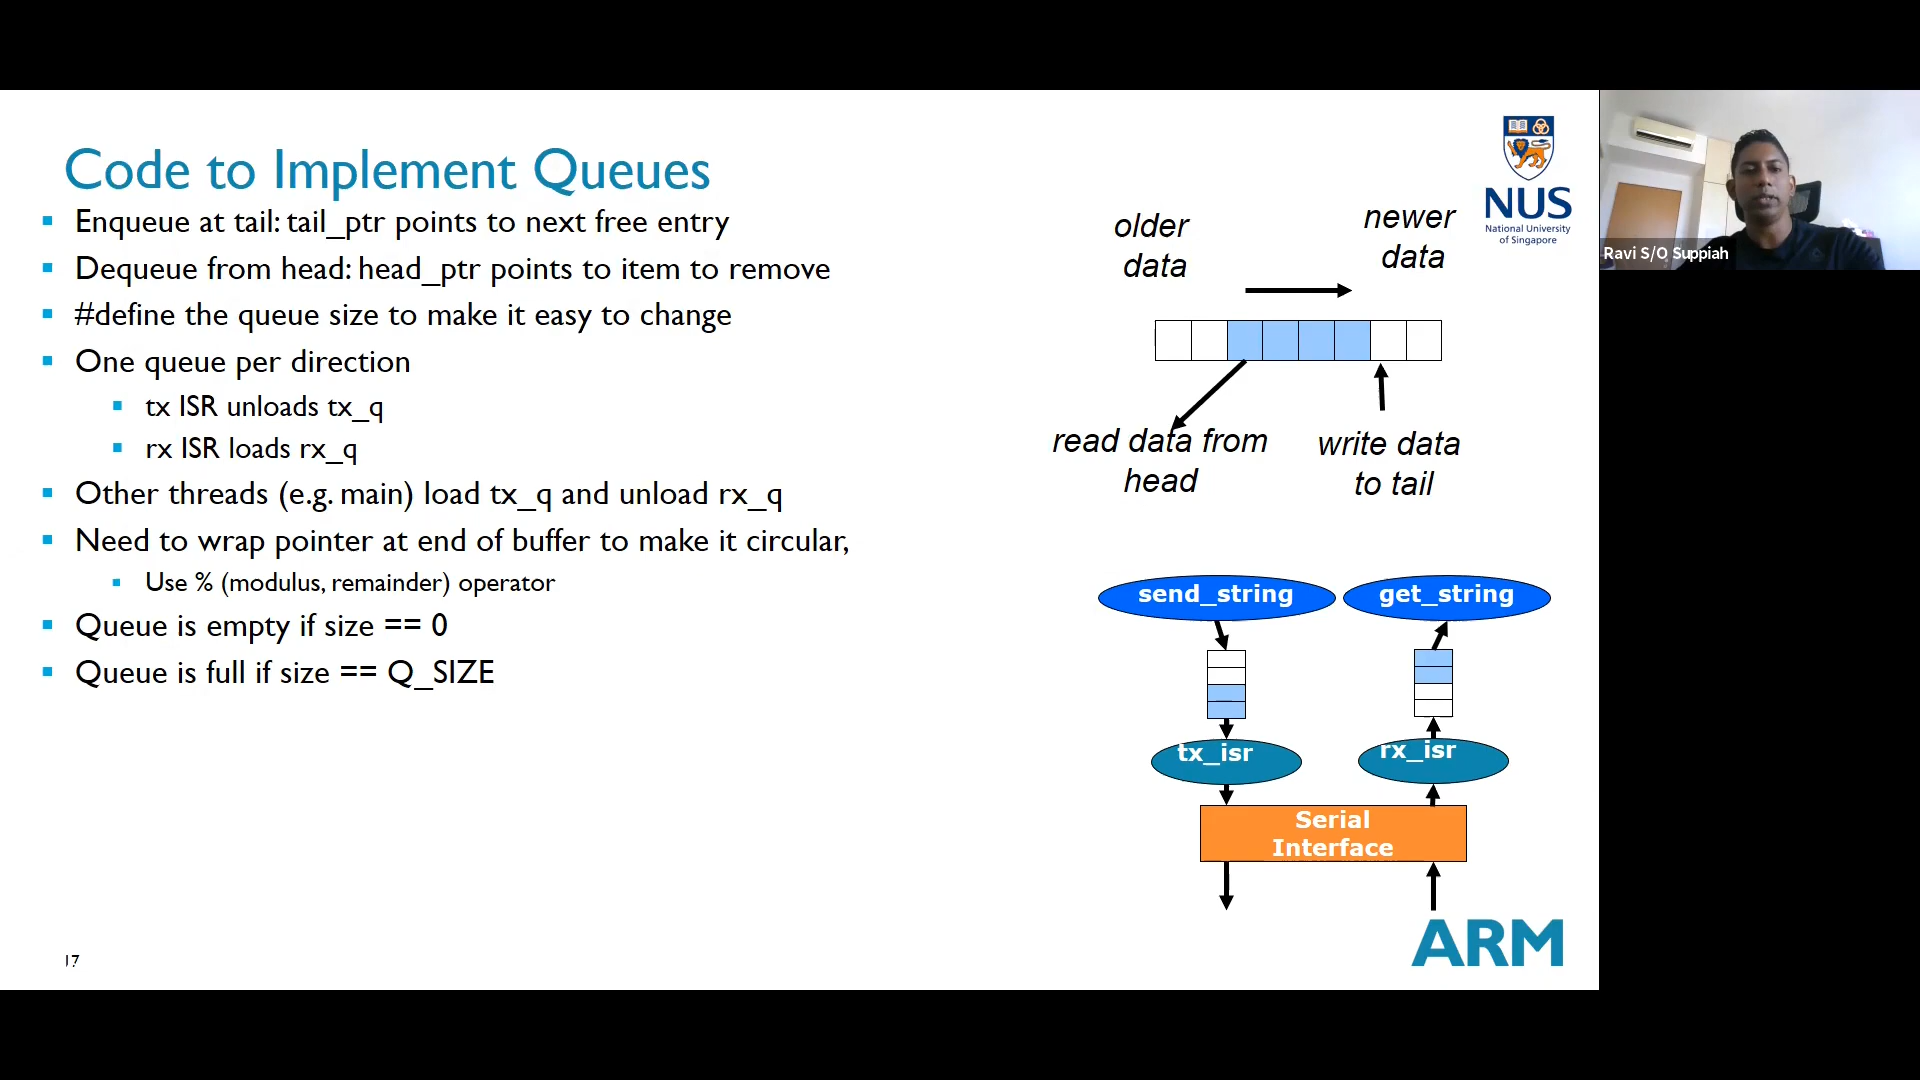 Code to Implement Queues
Enqueue at tail: tail_ptr points to next free entry
Dequeue from head: head_ptr points to item to remove
#define the queue size to make it easy to change
One queue per direction
tx ISR unloads tx_q
rx ISR loads rx_q
Other threads (e.g. main) load tx_q and unload rx_q
Need to wrap pointer at end of buffer to make it circular,
Use % (modulus, remainder) operator
Queue is empty if size == 0
Queue is full if size == Q_SIZE
17
older
data
newer
data
read data from
head
write data
to tail
send_string
get_string
tx_isr
rx_isr
Serial
Interface
NUS
National University
of Singapore
ARM
Ravi S/O Suppiah